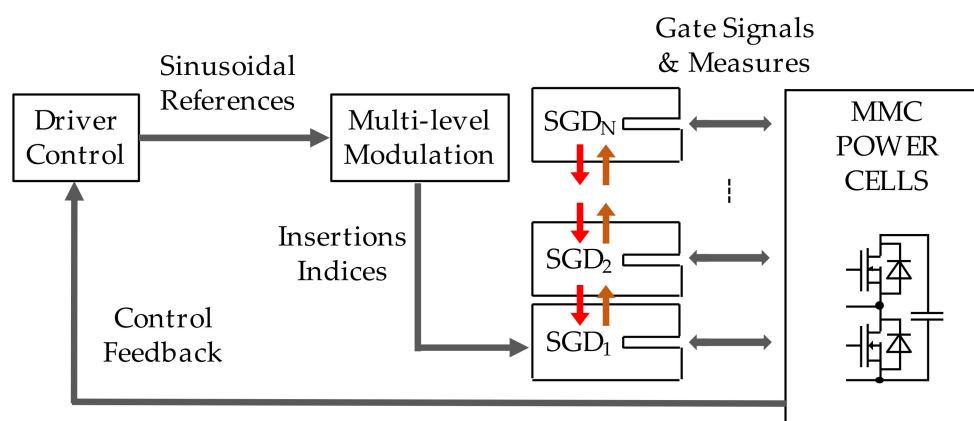 Gate Signals
& Measures
Sinusoidal
References
Driver
Control
Multi-level
Modulation
SGDN
MMC
POWER
CELLS
Insertions
Indices
SGD2
Control
Feedback
SGD1